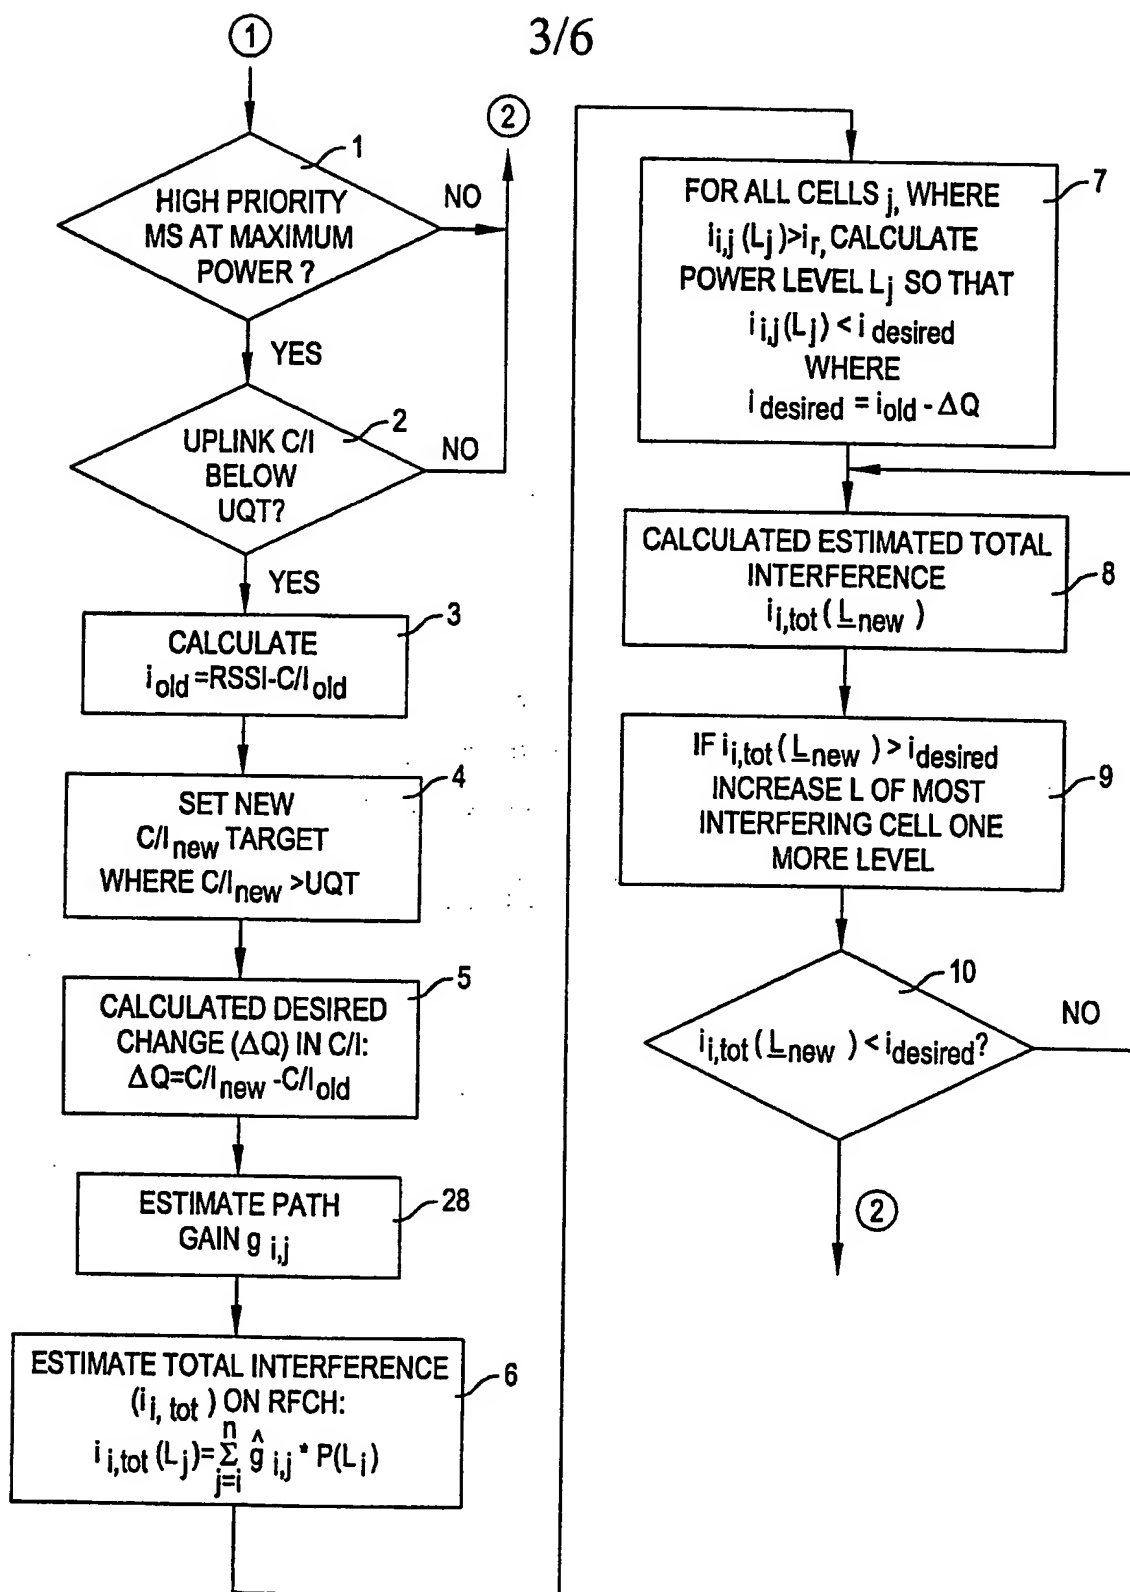 3/6
1
1
HIGH PRIORITY
MS AT MAXIMUM
POWER ?
NO
2
YES
2
UPLINK C/I
BELOW
UQT?
NO
YES
3
CALCULATE
i old =RSSI-C/I old
4
SET NEW
C/I new TARGET
WHERE C/I new >UQT
5
CALCULATED DESIRED
CHANGE (ΔQ) IN C/I:
ΔQ=C/I new -C/I old
28
ESTIMATE PATH
GAIN g i,j
6
ESTIMATE TOTAL INTERFERENCE
(i i, tot ) ON RFCH:
n
i i,tot (L j)= Σ ĝ i,j * P(L i)
j=i
7
FOR ALL CELLS j, WHERE
i i,j (L j)>i r, CALCULATE
POWER LEVEL L j SO THAT
i i,j (L j) < i desired
WHERE
i desired = i old - ΔQ
8
CALCULATED ESTIMATED TOTAL
INTERFERENCE
i i,tot (L new )
9
IF i i,tot (L new ) > i desired
INCREASE L OF MOST
INTERFERING CELL ONE
MORE LEVEL
10
i i,tot (L new ) < i desired?
NO
2